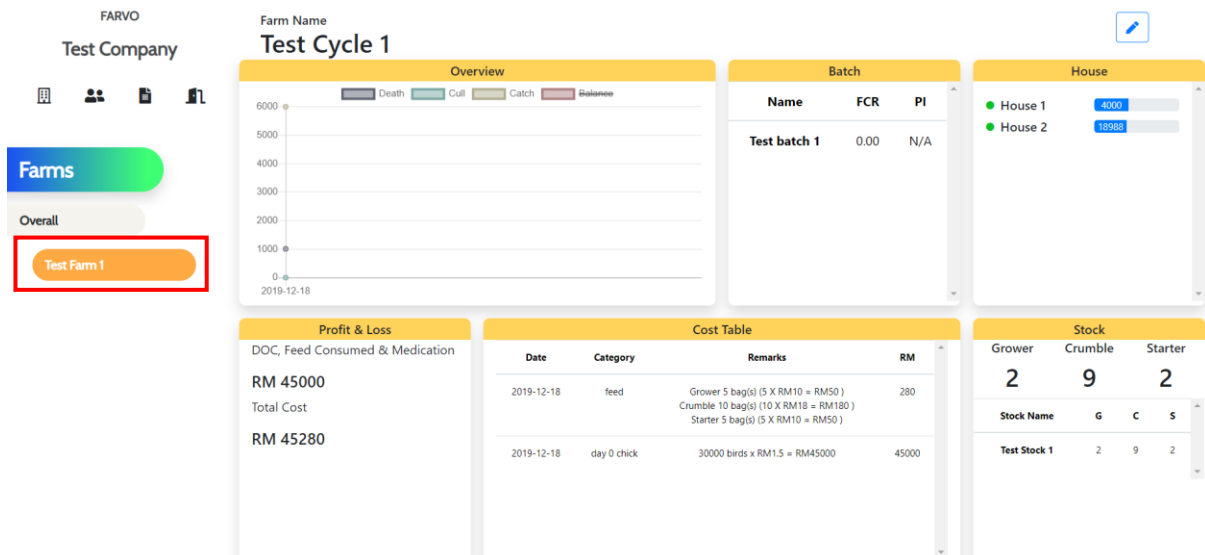 FARVO
Test Company
Farms
Overall
Test Farm 1
Farm Name
Test Cycle 1
Overview
Death Cull Catch Balance
6000
5000
4000
3000
2000
1000
0
2019-12-18
Batch
Name FCR PI
Test batch 1 0.00 N/A
House
House 1 4000
House 2 18988
Profit & Loss
DOC, Feed Consumed & Medication
RM 45000
Total Cost
RM 45280
Cost Table
Date Category Remarks RM
2019-12-18 feed Grower 5 bag(s) (5 X RM10 = RM50 ) 280
Crumble 10 bag(s) (10 X RM18 = RM180 )
Starter 5 bag(s) (5 X RM10 = RM50 )
2019-12-18 day 0 chick 30000 birds x RM1.5 = RM45000 45000
Stock
Grower Crumble Starter
2 9 2
Stock Name G C S
Test Stock 1 2 9 2